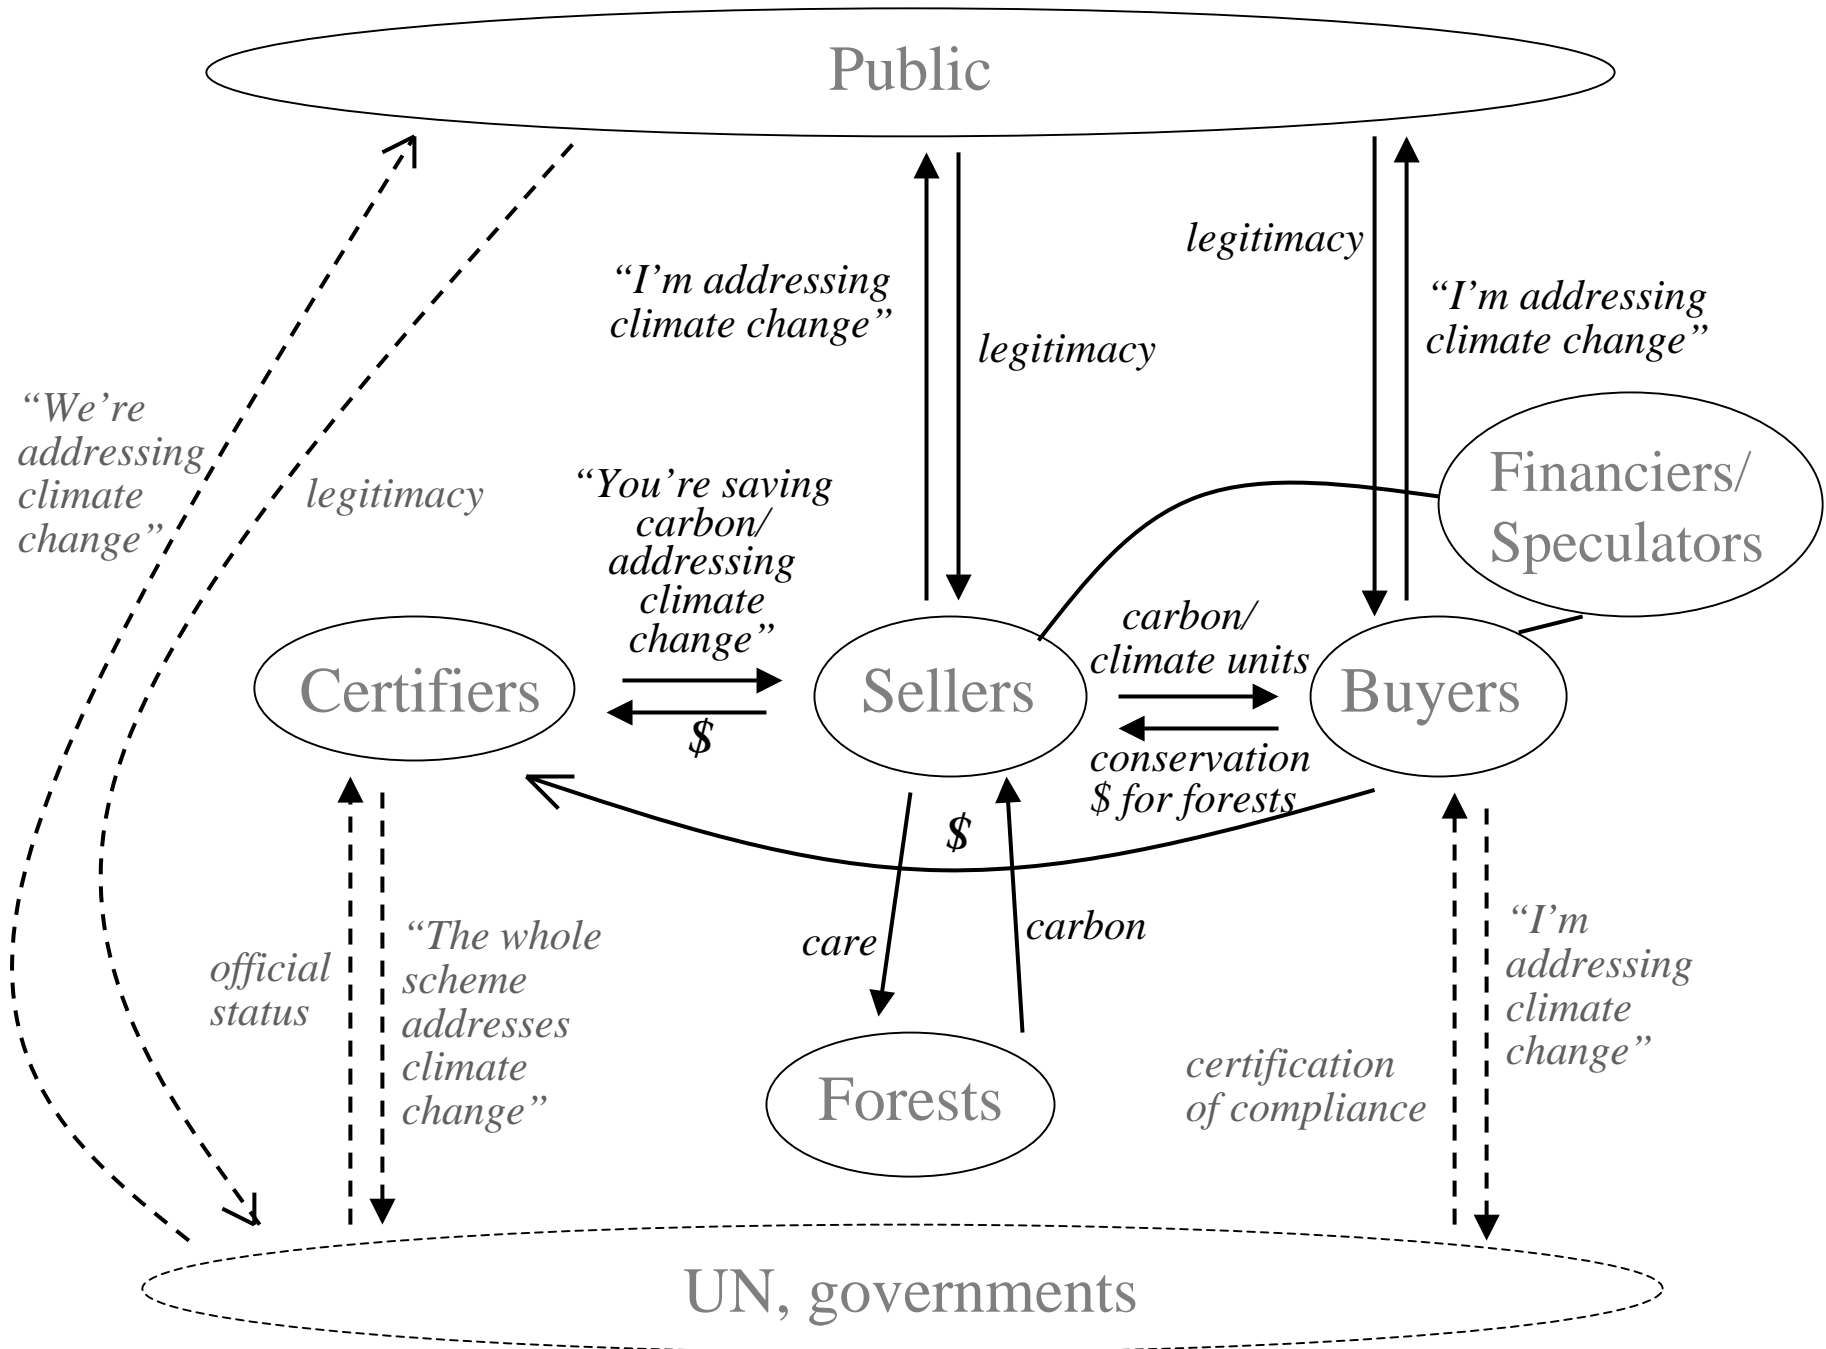 Public
legitimacy
“I’m addressing
climate change”
“I’m addressing
climate change”
legitimacy
“We’re
addressing
climate
change”
legitimacy
“You’re saving
carbon/
addressing
climate
change”
Financiers/
Speculators
carbon/
climate units
Certifiers
Sellers
Buyers
$
conservation
$ for forests
$
care
carbon
official
status
“The whole
scheme
addresses
climate
change”
“I’m
addressing
climate
change”
certification
of compliance
Forests
UN, governments